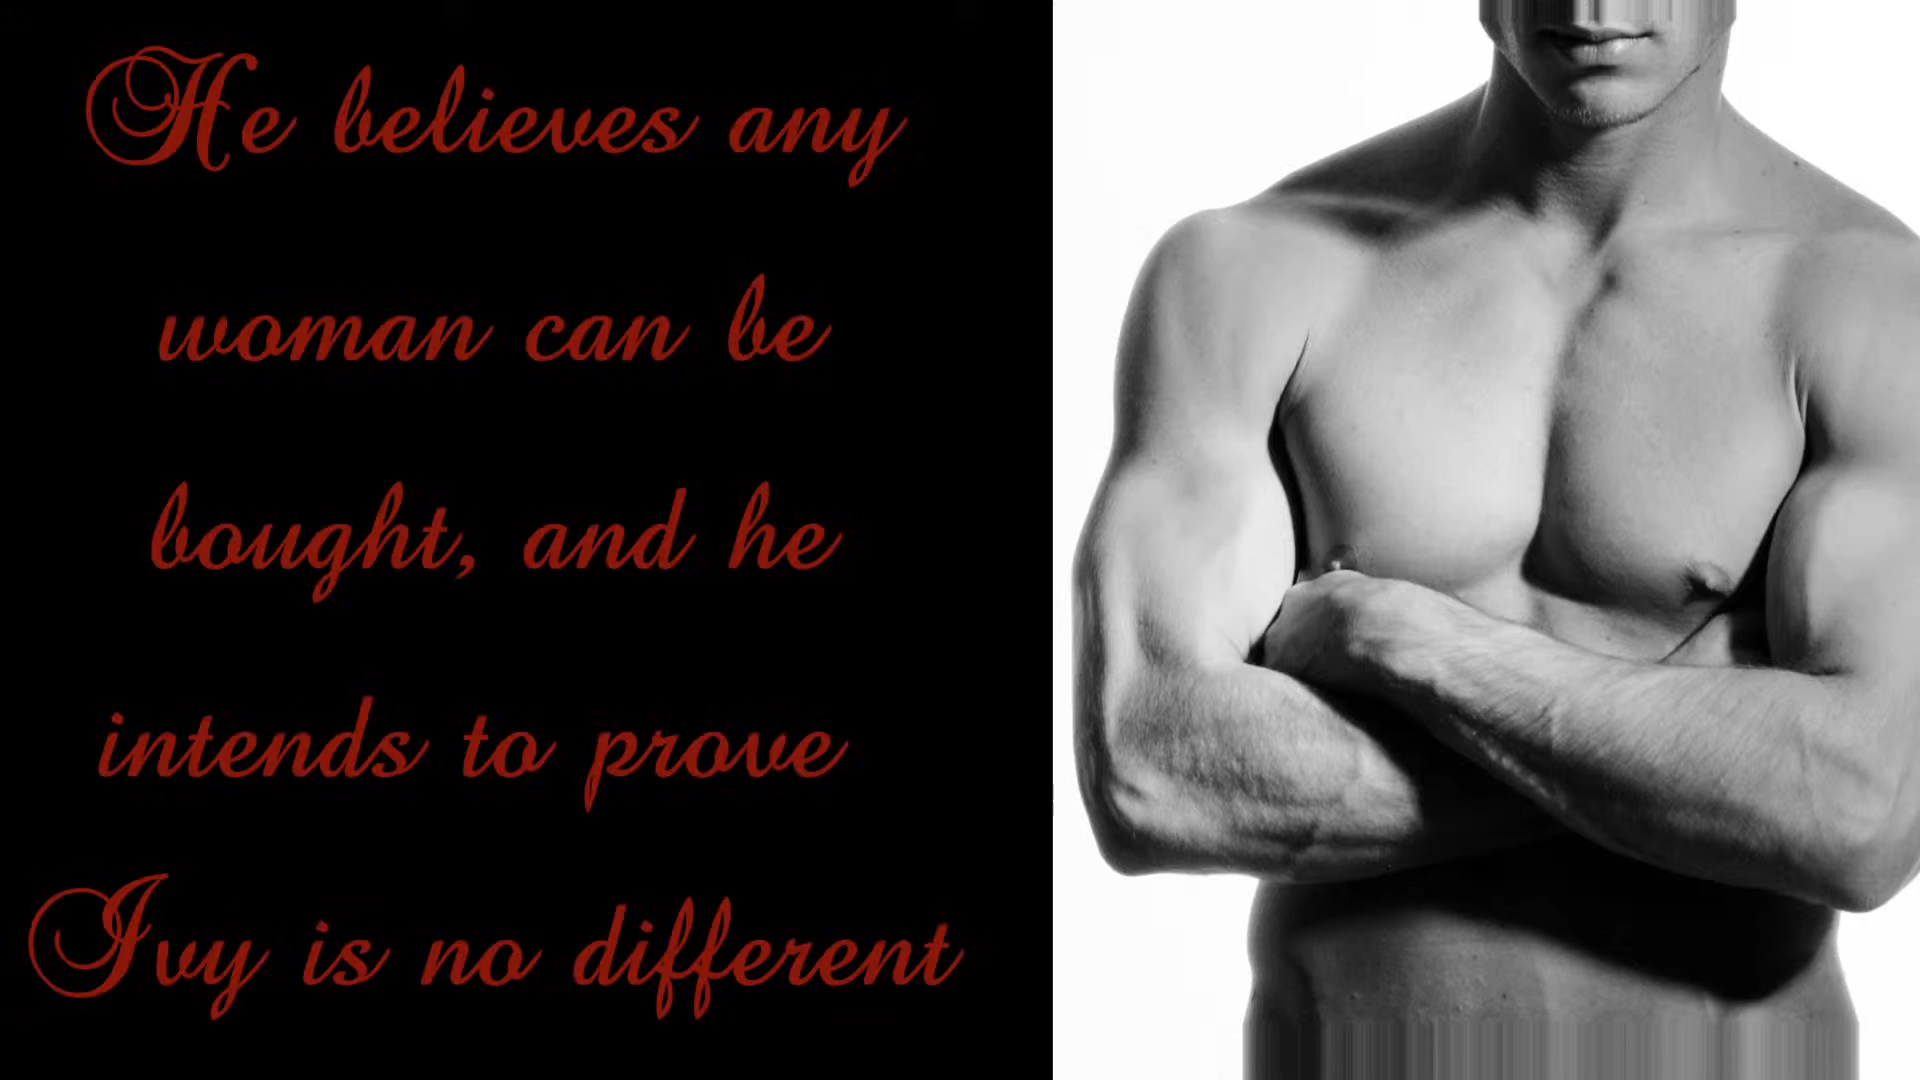 He believes any
woman can be
bought, and he
intends to prove
Ivy is no different